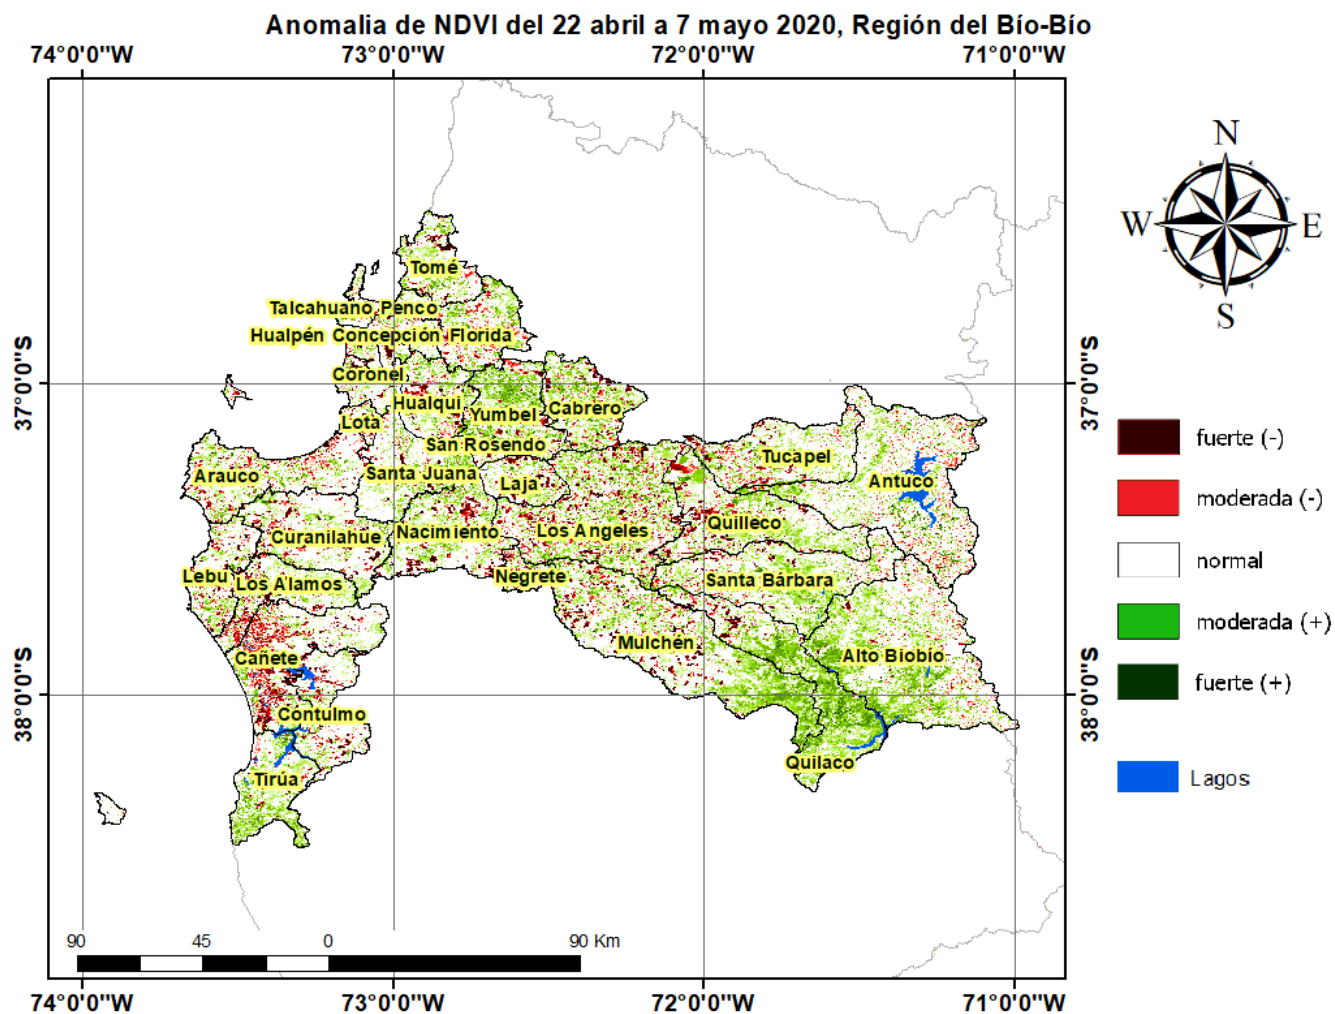 Anomalia de NDVI del 22 abril a 7 mayo 2020, Región del Bío-Bío
74°0'0"W 73°0'0"W 72°0'0"W 71°0'0"W
N
W E
S
Tomé
Talcahuano Penco
Hualpén Concepción Florida
37°0'0"S 37°0'0"S
Coronel
Hualqui
Yumbel Cabrero
Lota
San Rosendo
Tucapel
Santa Juana
Arauco
Laja
Antuco
Quilleco
Nacimiento Los Angeles
Curanilahue
Lebu Los Alamos
Negrete
Santa Bárbara
Mulchén
Cañete
Alto Biobío
38°0'0"S 38°0'0"S
Contulmo
Quilaco
Tirúa
fuerte (-)
moderada (-)
normal
moderada (+)
fuerte (+)
Lagos
90 45 0 90 Km
74°0'0"W 73°0'0"W 72°0'0"W 71°0'0"W